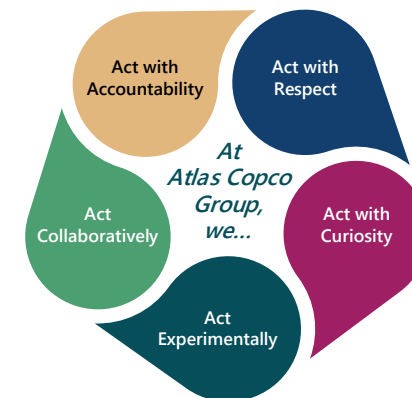 Act with
Accountability
Act with
Respect
At
Atlas Copco
Group,
we...
Act
Collaboratively
Act with
Curiosity
Act
Experimentally